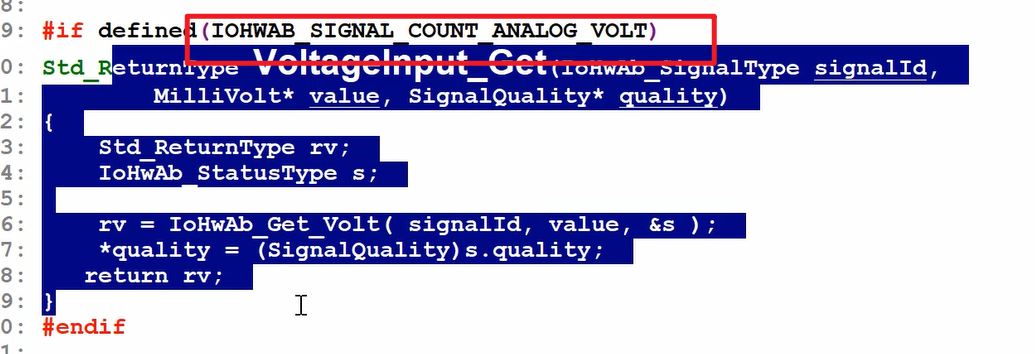 8:
9: #if defined(IOHWAB_SIGNAL_COUNT_ANALOG_VOLT)
0: Std_ReturnType VoltageInput_Get(IoHwAb_SignalType signalId,
1:         MilliVolt* value, SignalQuality* quality)
2: {
3:     Std_ReturnType rv;
4:     IoHwAb_StatusType s;
5:
6:     rv = IoHwAb_Get_Volt( signalId, value, &s );
7:     *quality = (SignalQuality)s.quality;
8:    return rv;
9: }
0: #endif
1: